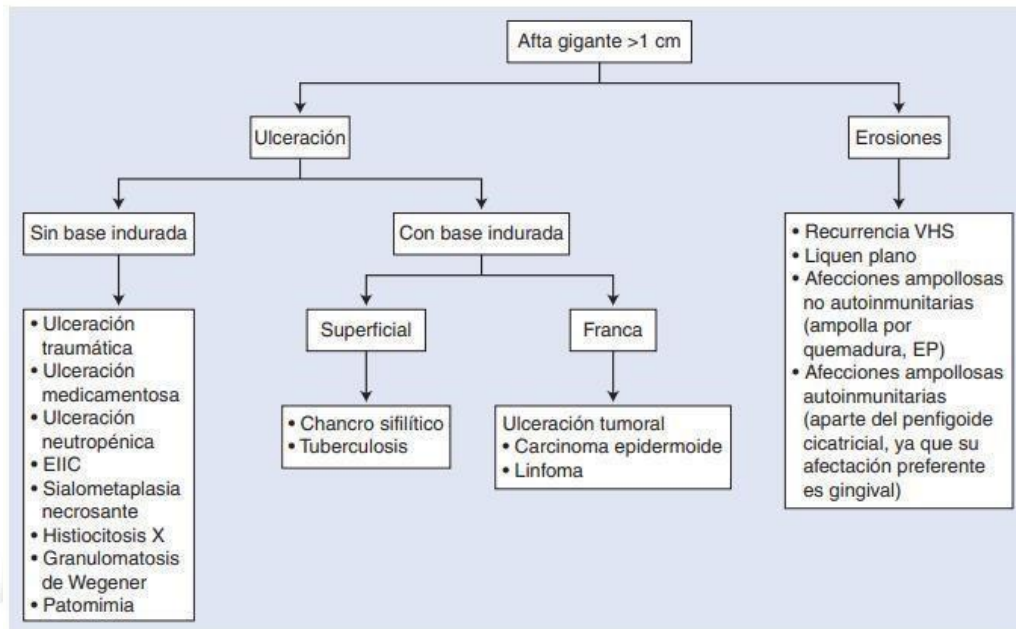 Afta gigante >1 cm
Ulceración
Erosiones
Sin base indurada
Con base indurada
• Recurrencia VHS
• Liquen plano
• Afecciones ampollosas
no autoinmunitarias
(ampolla por
quemadura, EP)
• Afecciones ampollosas
autoinmunitarias
(aparte del penfigoide
cicatricial, ya que su
afectación preferente
es gingival)
Superficial
Franca
• Ulceración
traumática
• Ulceración
medicamentosa
• Ulceración
neutropénica
• EIIC
• Sialometaplasia
necrosante
• Histiocitosis X
• Granulomatosis
de Wegener
• Patomimia
• Chancro sifilítico
• Tuberculosis
Ulceración tumoral
• Carcinoma epidermoide
• Linfoma